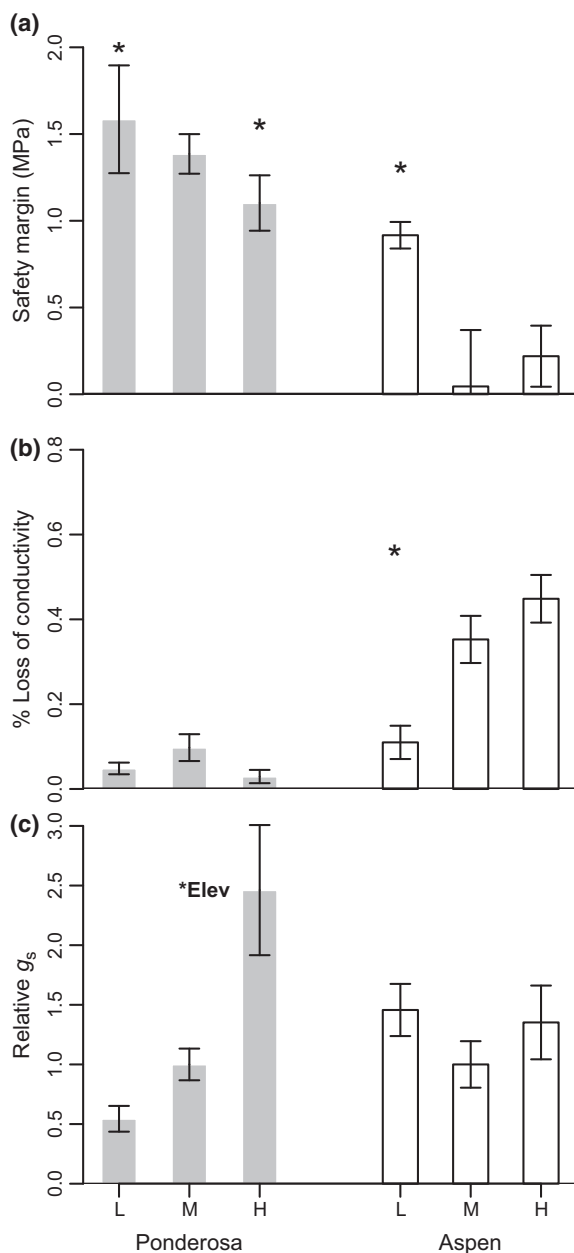 (a)
Safety margin (MPa)
2.0
1.5
1.0
0.5
0.0
*
*
*
(b)
% Loss of conductivity
0.8
0.6
0.4
0.2
0.0
*
(c)
Relative gs
3.0
2.5
2.0
1.5
1.0
0.5
0.0
*Elev
L M H L M H
Ponderosa Aspen